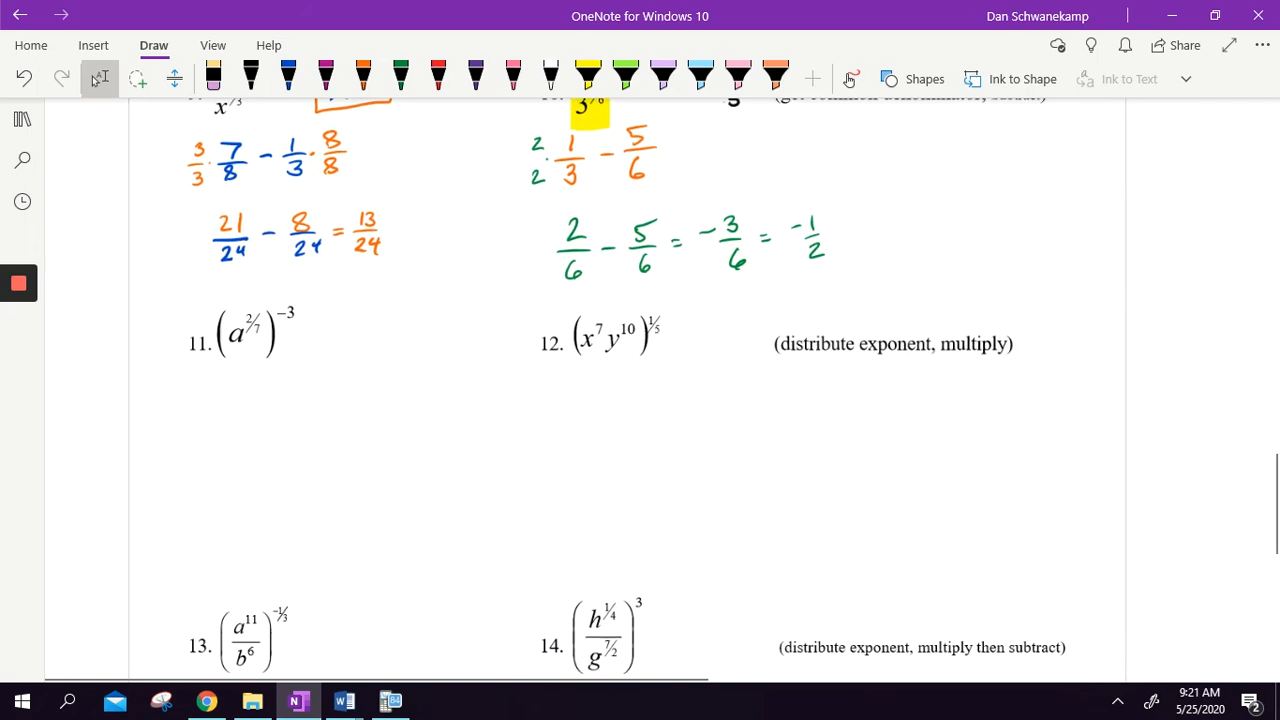 OneNote for Windows 10
Dan Schwanekamp
Home Insert Draw View Help
Share
Shapes Ink to Shape Ink to Text
x
3
3/3 · 7/8 − 1/3 · 8/8
2/2 · 1/3 − 5/6
21/24 − 8/24 = 13/24
2/6 − 5/6 = -3/6 = -1/2
11. (a^{2/7})^{−3}
12. (x^7 y^{10})^{1/5}
(distribute exponent, multiply)
13. (a^{11}/b^6)^{−1/3}
14. (h^{1/4}/g^{7/2})^3
(distribute exponent, multiply then subtract)
9:21 AM
5/25/2020
2